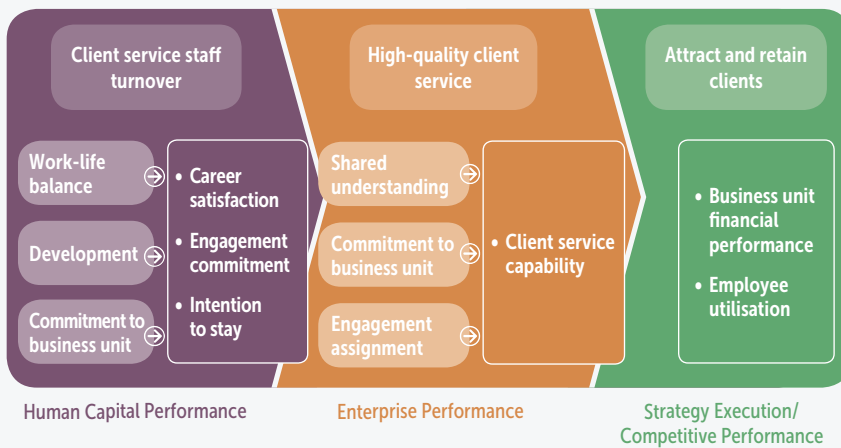 Client service staff
turnover
Work-life
balance
Development
Commitment to
business unit
• Career
satisfaction
• Engagement
commitment
• Intention
to stay
Human Capital Performance
High-quality client
service
Shared
understanding
Commitment to
business unit
Engagement
assignment
• Client service
capability
Enterprise Performance
Attract and retain
clients
• Business unit
financial
performance
• Employee
utilisation
Strategy Execution/
Competitive Performance